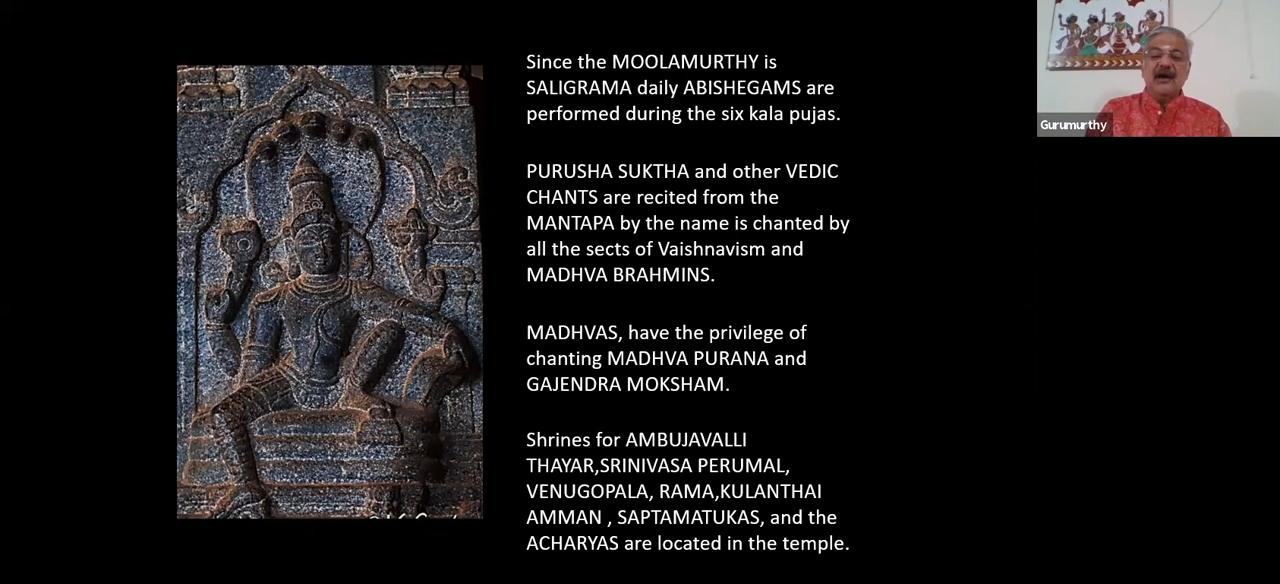 Since the MOOLAMURTHY is
SALIGRAMA daily ABISHEGAMS are
performed during the six kala pujas.
PURUSHA SUKTHA and other VEDIC
CHANTS are recited from the
MANTAPA by the name is chanted by
all the sects of Vaishnavism and
MADHVA BRAHMINS.
MADHVAS, have the privilege of
chanting MADHVA PURANA and
GAJENDRA MOKSHAM.
Shrines for AMBUJAVALLI
THAYAR,SRINIVASA PERUMAL,
VENUGOPALA, RAMA,KULANTHAI
AMMAN , SAPTAMATUKAS, and the
ACHARYAS are located in the temple.
Gurumurthy